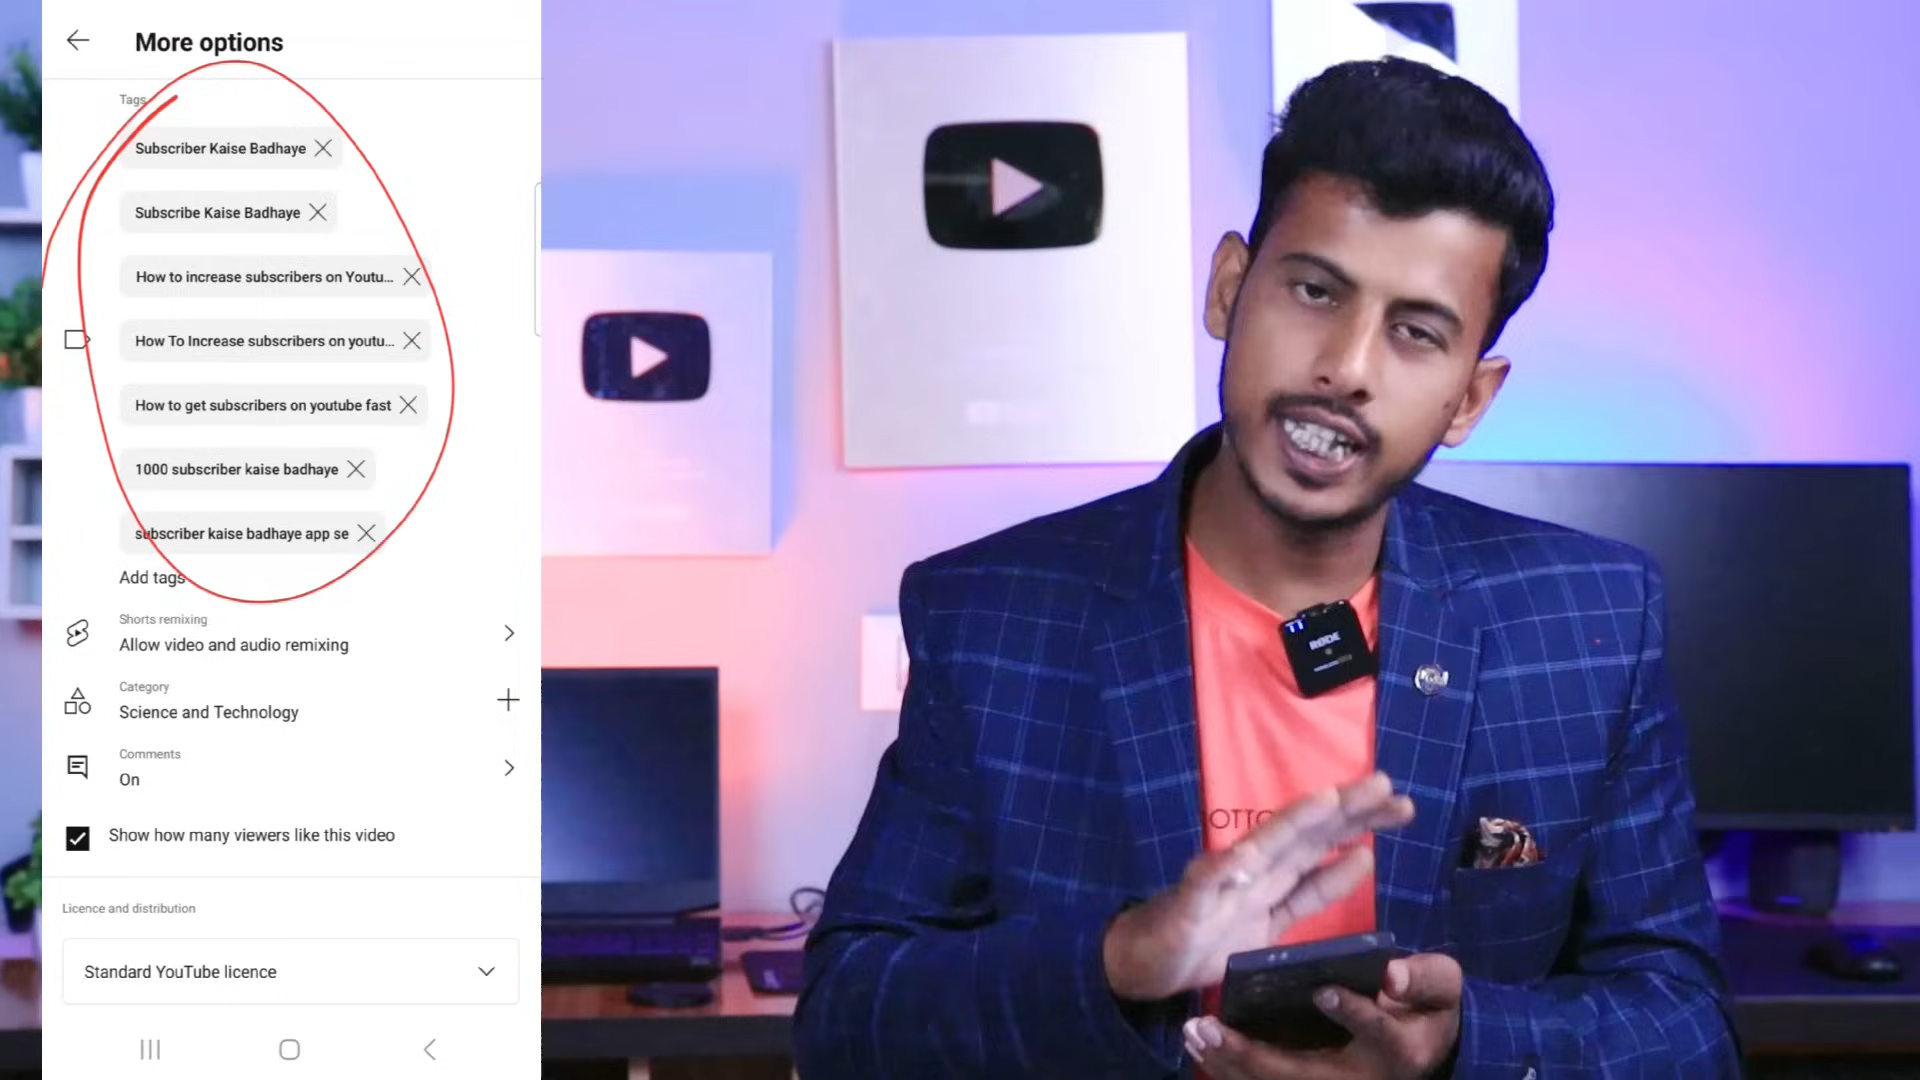 More options
Tags
Subscriber Kaise Badhaye
Subscribe Kaise Badhaye
How to increase subscribers on Youtu...
How To Increase subscribers on youtu...
How to get subscribers on youtube fast
1000 subscriber kaise badhaye
subscriber kaise badhaye app se
Add tags
Shorts remixing
Allow video and audio remixing
Category
Science and Technology
Comments
On
Show how many viewers like this video
Licence and distribution
Standard YouTube licence
RØDE
OTTO